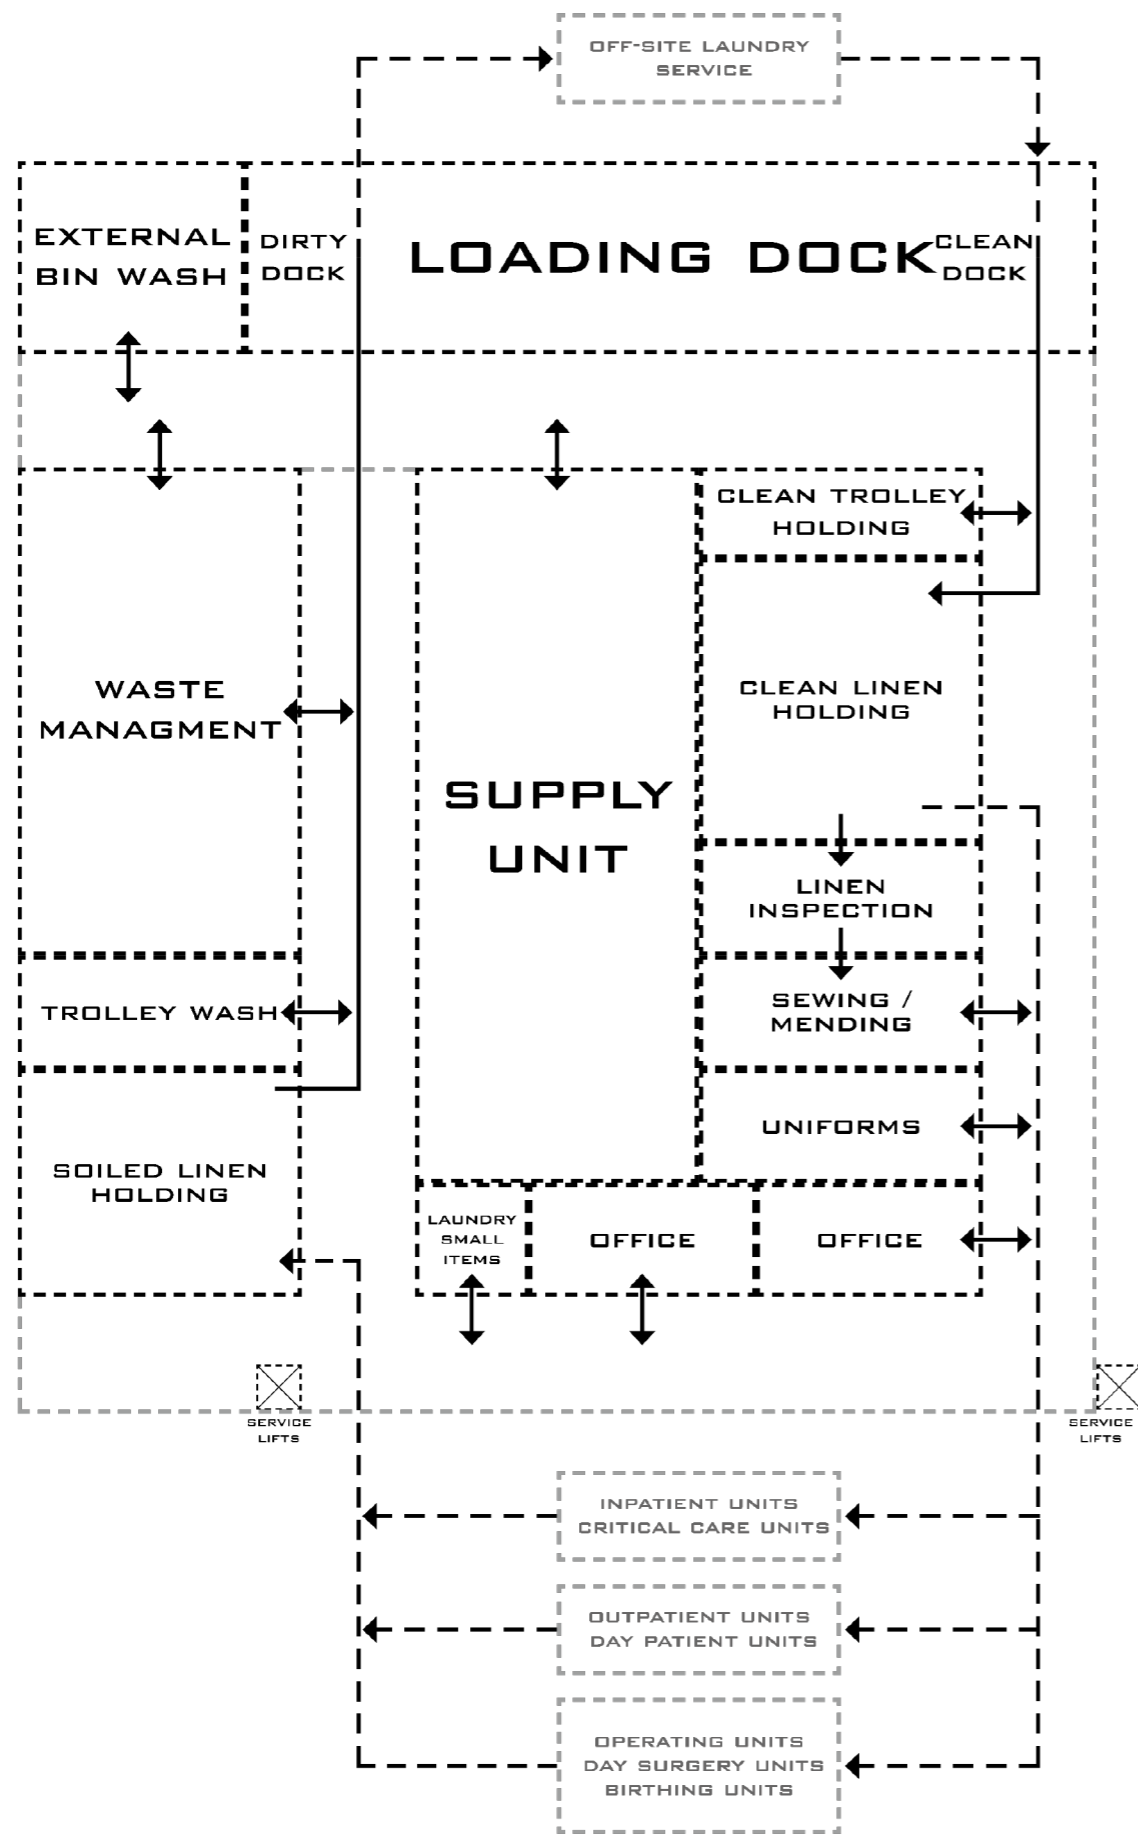 OFF-SITE LAUNDRY
SERVICE
EXTERNAL
BIN WASH
DIRTY
DOCK
LOADING DOCK
CLEAN
DOCK
CLEAN TROLLEY
HOLDING
WASTE
MANAGMENT
CLEAN LINEN
HOLDING
SUPPLY
UNIT
LINEN
INSPECTION
TROLLEY WASH
SEWING /
MENDING
UNIFORMS
SOILED LINEN
HOLDING
LAUNDRY
SMALL
ITEMS
OFFICE
OFFICE
SERVICE
LIFTS
SERVICE
LIFTS
INPATIENT UNITS
CRITICAL CARE UNITS
OUTPATIENT UNITS
DAY PATIENT UNITS
OPERATING UNITS
DAY SURGERY UNITS
BIRTHING UNITS